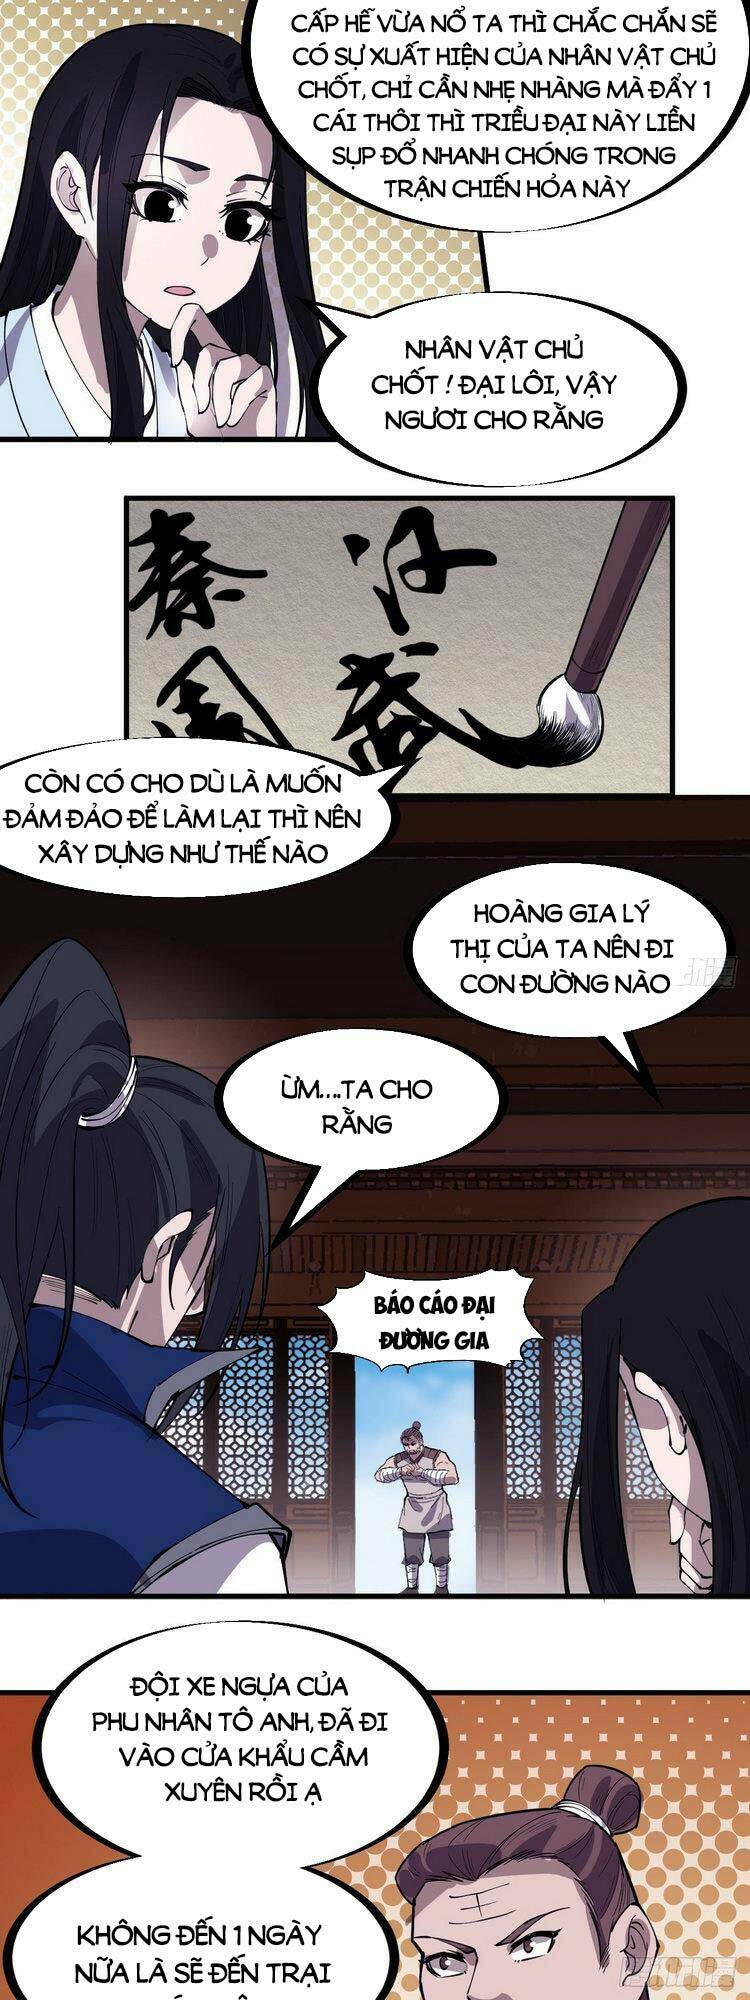 CẤP HẾ VỪA NỔ TA THÌ CHẮC CHẮN SẼ
CÓ SỰ XUẤT HIỆN CỦA NHÂN VẬT CHỦ
CHỐT, CHỈ CẦN NHẸ NHÀNG MÀ ĐẨY 1
CÁI THÔI THÌ TRIỀU ĐẠI NÀY LIỀN
SỤP ĐỔ NHANH CHÓNG TRONG
TRẬN CHIẾN HỎA NÀY
NHÂN VẬT CHỦ
CHỐT ! ĐẠI LÔI, VẬY
NGƯƠI CHO RẰNG
秦
汉
武
CÒN CÓ CHO DÙ LÀ MUỐN
ĐẢM ĐẢO ĐỂ LÀM LẠI THÌ NÊN
XÂY DỰNG NHƯ THẾ NÀO
HOÀNG GIA LÝ
THỊ CỦA TA NÊN ĐI
CON ĐƯỜNG NÀO
ỪM....TA CHO
RẰNG
BÁO CÁO ĐẠI
ĐƯỜNG GIA
ĐỘI XE NGỰA CỦA
PHU NHÂN TÔ ANH, ĐÃ ĐI
VÀO CỬA KHẨU CẦM
XUYÊN RỒI Ạ
KHÔNG ĐẾN 1 NGÀY
NỮA LÀ SẼ ĐẾN TRẠI